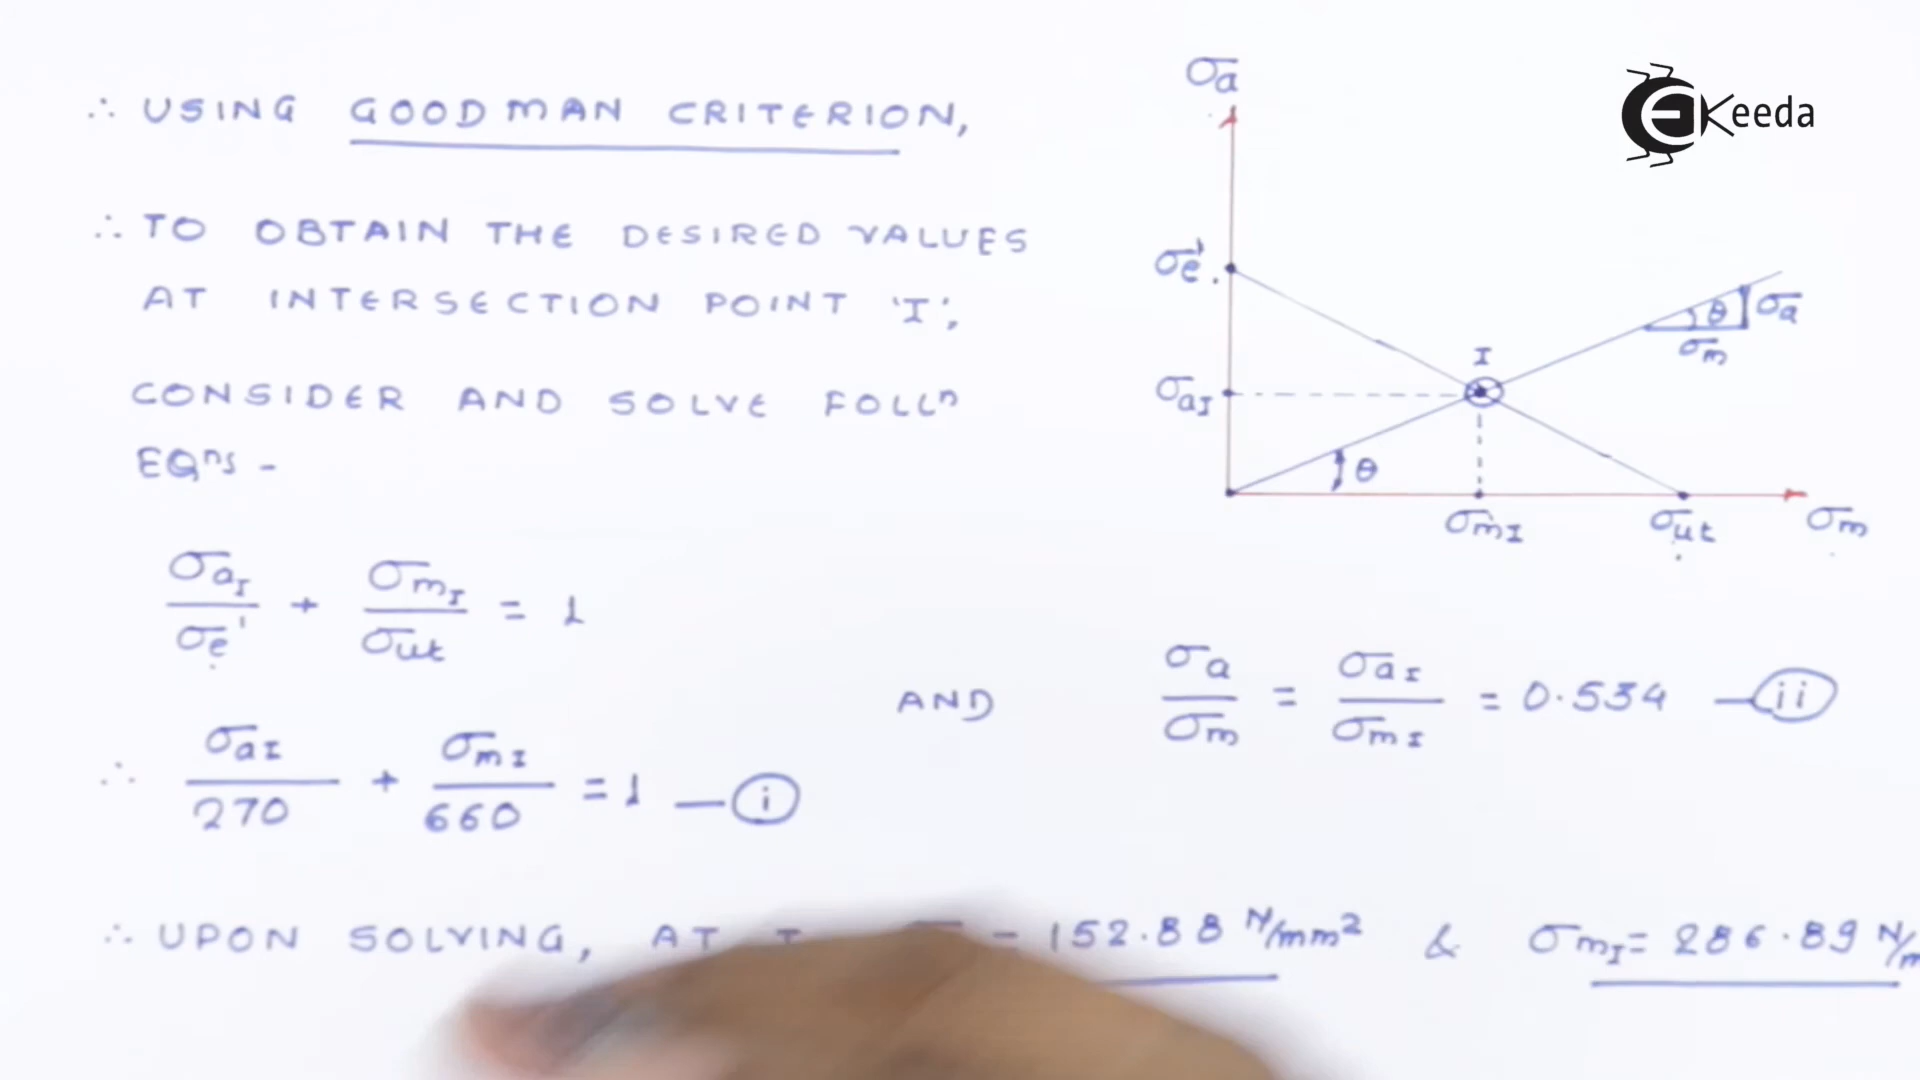 ∴ USING GOODMAN CRITERION,
∴ TO OBTAIN THE DESIRED VALUES
AT INTERSECTION POINT 'I',
CONSIDER AND SOLVE FOLLⁿ
EQⁿS -
σaI/σe' + σmI/σut = 1
∴ σaI/270 + σmI/660 = 1 — (i)
AND
σa/σm = σaI/σmI = 0.534 — (ii)
∴ UPON SOLVING, AT = 152.88 N/mm² & σmI = 286.89 N/m
σa
σe'
σaI
I
θ
σa
σm
θ
σmI
σut
σm
EKeeda